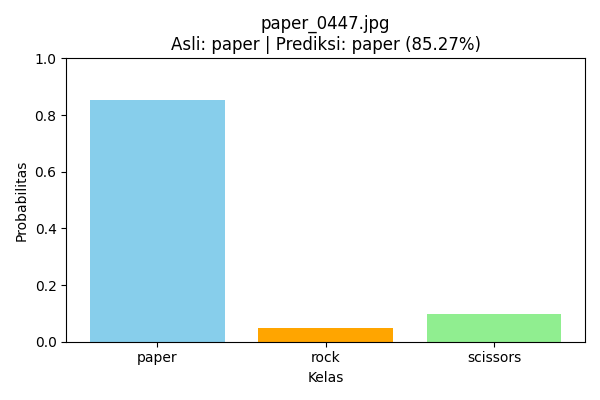 paper_0447.jpg
Asli: paper | Prediksi: paper (85.27%)
1.0
0.8
0.6
0.4
0.2
0.0
Probabilitas
paper rock scissors
Kelas